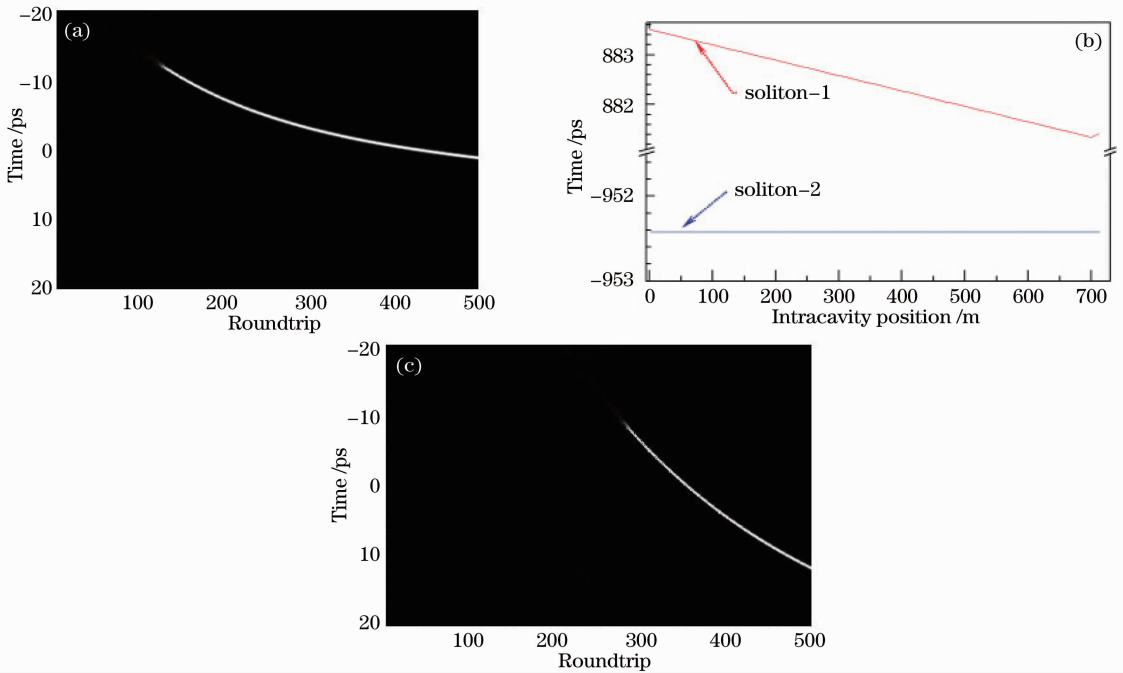 (a)
−20
−10
0
10
20
Time /ps
100 200 300 400 500
Roundtrip
(b)
883
882
−952
−953
Time /ps
soliton−1
soliton−2
0 100 200 300 400 500 600 700
Intracavity position /m
(c)
−20
−10
0
10
20
Time /ps
100 200 300 400 500
Roundtrip